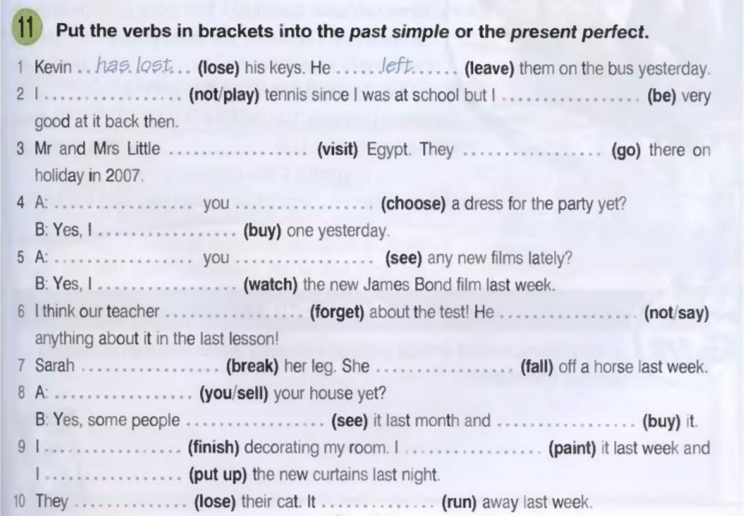 11 Put the verbs in brackets into the past simple or the present perfect.
1 Kevin .. has lost .. (lose) his keys. He ..... left ...... (leave) them on the bus yesterday.
2 I .................. (not/play) tennis since I was at school but I .................. (be) very
good at it back then.
3 Mr and Mrs Little .................. (visit) Egypt. They .................. (go) there on
holiday in 2007.
4 A: .................. you .................. (choose) a dress for the party yet?
B: Yes, I .................. (buy) one yesterday.
5 A: .................. you .................. (see) any new films lately?
B: Yes, I .................. (watch) the new James Bond film last week.
6 I think our teacher .................. (forget) about the test! He .................. (not/say)
anything about it in the last lesson!
7 Sarah .................. (break) her leg. She .................. (fall) off a horse last week.
8 A: .................. (you/sell) your house yet?
B: Yes, some people .................. (see) it last month and .................. (buy) it.
9 I .................. (finish) decorating my room. I .................. (paint) it last week and
I .................. (put up) the new curtains last night.
10 They .............. (lose) their cat. It ............... (run) away last week.